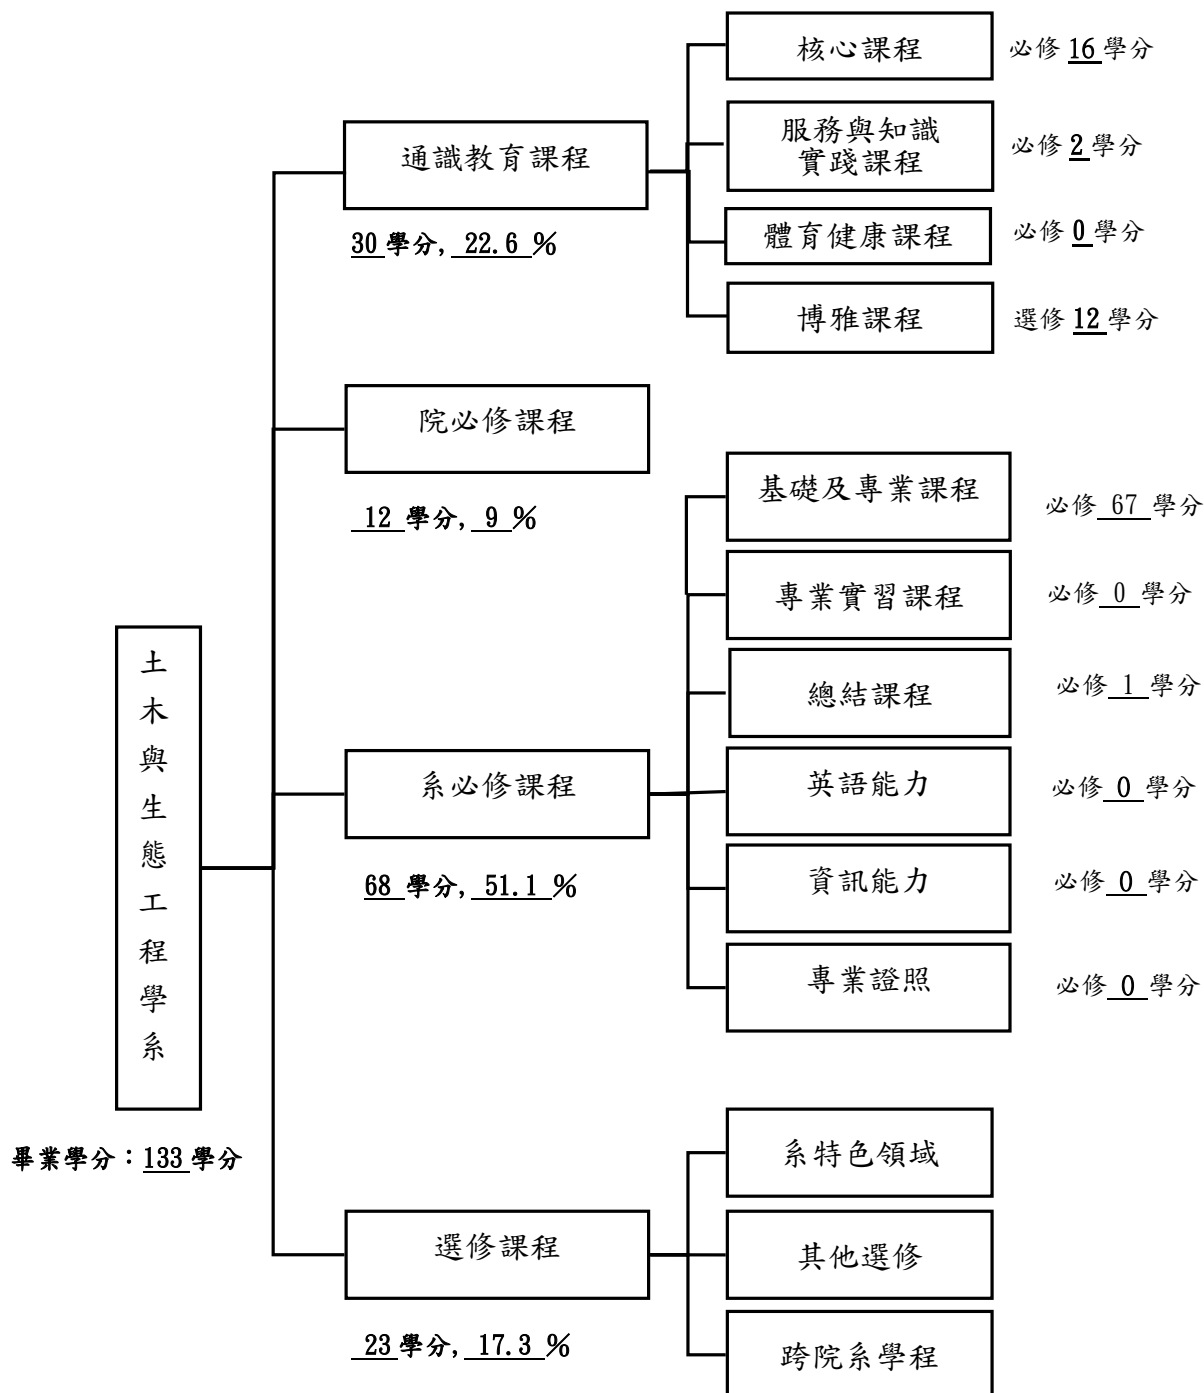 核心課程
必修 16 學分
服務與知識
實踐課程
必修 2 學分
通識教育課程
30 學分, 22.6 %
體育健康課程
必修 0 學分
博雅課程
選修 12 學分
院必修課程
12 學分, 9 %
基礎及專業課程
必修 67 學分
專業實習課程
必修 0 學分
總結課程
必修 1 學分
系必修課程
68 學分, 51.1 %
英語能力
必修 0 學分
資訊能力
必修 0 學分
專業證照
必修 0 學分
土木與生態工程學系
畢業學分：133 學分
系特色領域
選修課程
23 學分, 17.3 %
其他選修
跨院系學程